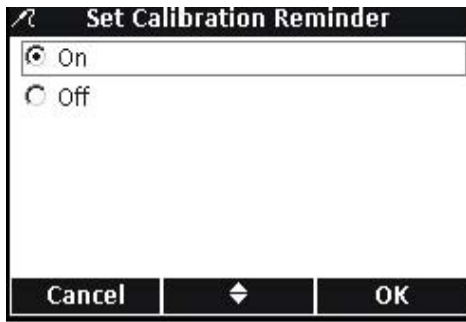 Set Calibration Reminder
On
Off
Cancel
OK